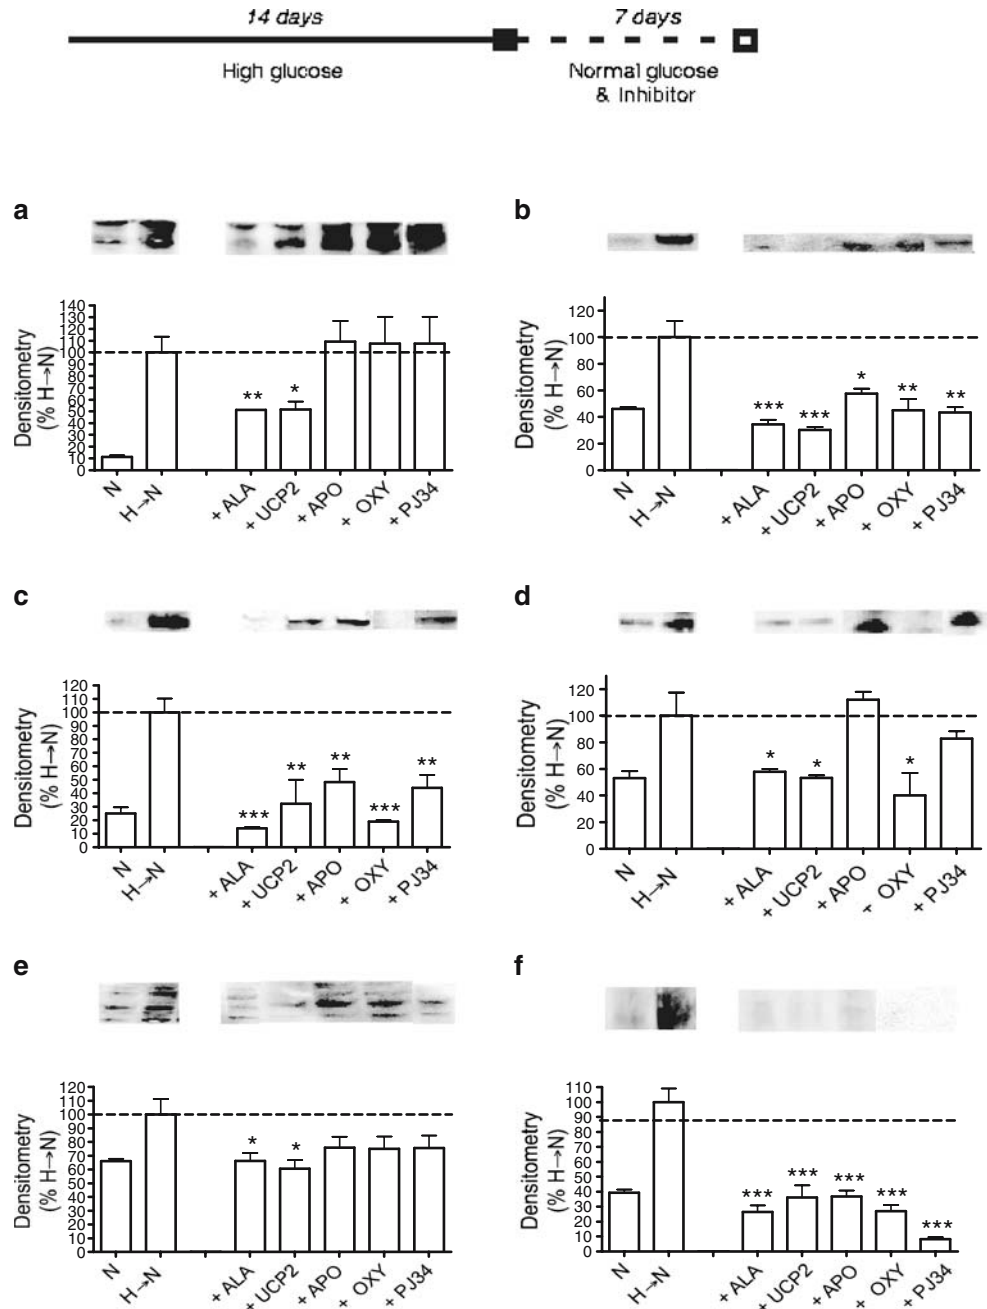 14 days 7 days
High glucose Normal glucose
& Inhibitor
a
Densitometry
(% H→N)
140
130
120
110
100
90
80
70
60
50
40
30
20
10
0
** *
N H→N + ALA + UCP2 + APO + OXY + PJ34
b
Densitometry
(% H→N)
120
100
80
60
40
20
0
*** *** * ** **
N H→N + ALA + UCP2 + APO + OXY + PJ34
c
Densitometry
(% H→N)
120
110
100
90
80
70
60
50
40
30
20
10
0
*** ** ** *** **
N H→N + ALA + UCP2 + APO + OXY + PJ34
d
Densitometry
(% H→N)
120
100
80
60
40
20
0
* * *
N H→N + ALA + UCP2 + APO + OXY + PJ34
e
Densitometry
(% H→N)
120
110
100
90
80
70
60
50
40
30
20
10
0
* *
N H→N + ALA + UCP2 + APO + OXY + PJ34
f
Densitometry
(% H→N)
110
100
90
80
70
60
50
40
30
20
10
0
*** *** *** *** ***
N H→N + ALA + UCP2 + APO + OXY + PJ34